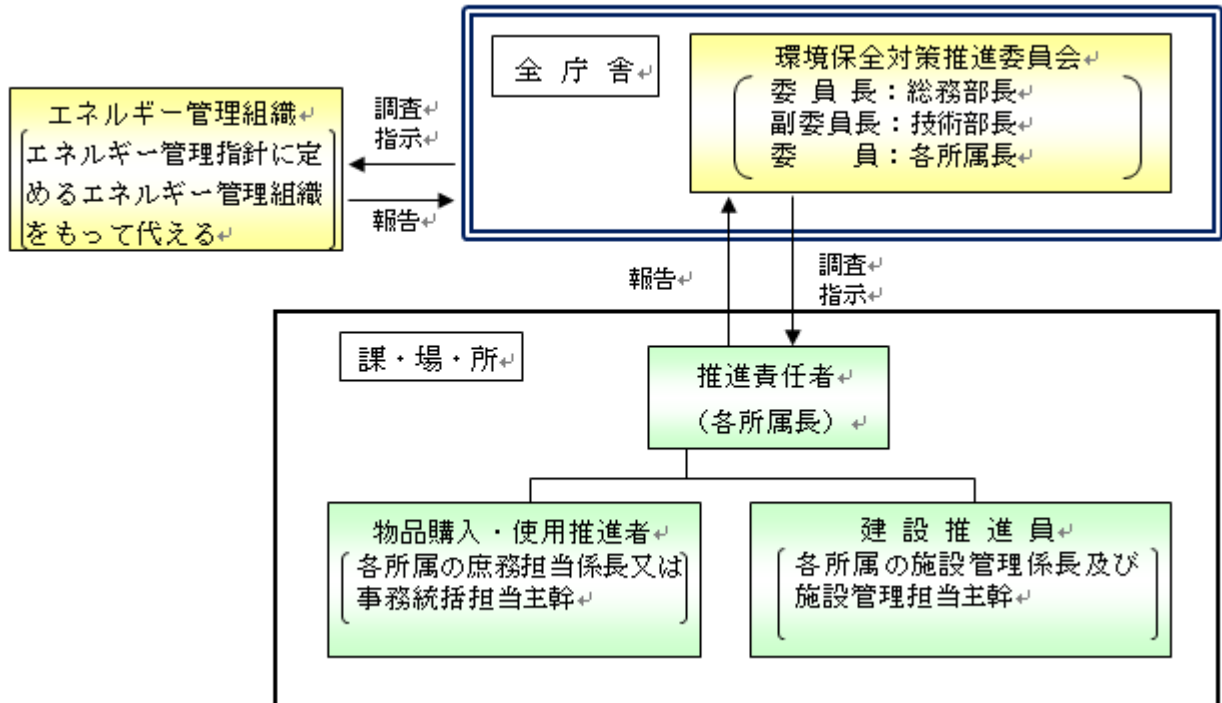 全 庁 舎
環境保全対策推進委員会
委 員 長：総務部長
副委員長：技術部長
委　　員：各所属長
エネルギー管理組織
エネルギー管理指針に定
めるエネルギー管理組織
をもって代える
調査
指示
報告
報告
調査
指示
課・場・所
推進責任者
（各所属長）
物品購入・使用推進者
各所属の庶務担当係長又は
事務統括担当主幹
建 設 推 進 員
各所属の施設管理係長及び
施設管理担当主幹